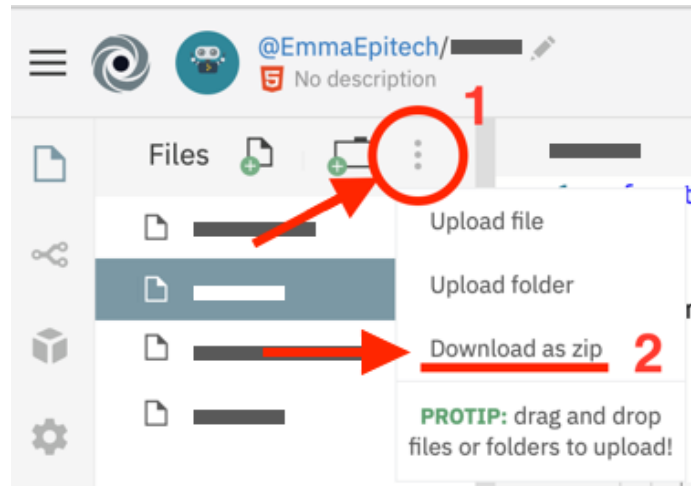 @EmmaEpitech/
No description
1
Files
Upload file
Upload folder
Download as zip 2
PROTIP: drag and drop
files or folders to upload!